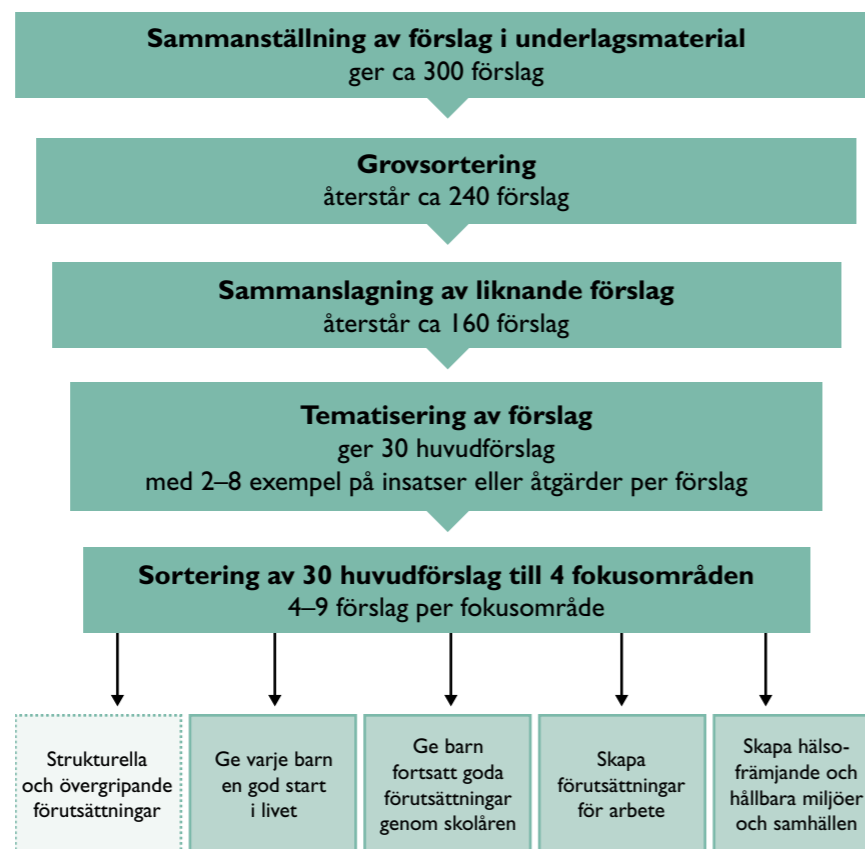 Sammanställning av förslag i underlagsmaterial
ger ca 300 förslag
Grovsortering
återstår ca 240 förslag
Sammanslagning av liknande förslag
återstår ca 160 förslag
Tematisering av förslag
ger 30 huvudförslag
med 2–8 exempel på insatser eller åtgärder per förslag
Sortering av 30 huvudförslag till 4 fokusområden
4–9 förslag per fokusområde
Strukturella
och övergripande
förutsättningar
Ge varje barn
en god start
i livet
Ge barn
fortsatt goda
förutsättningar
genom skolåren
Skapa
förutsättningar
för arbete
Skapa hälso-
främjande och
hållbara miljöer
och samhällen